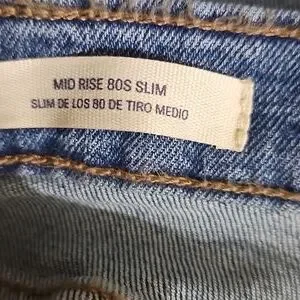 MID RISE 80S SLIM
SLIM DE LOS 80 DE TIRO MEDIO